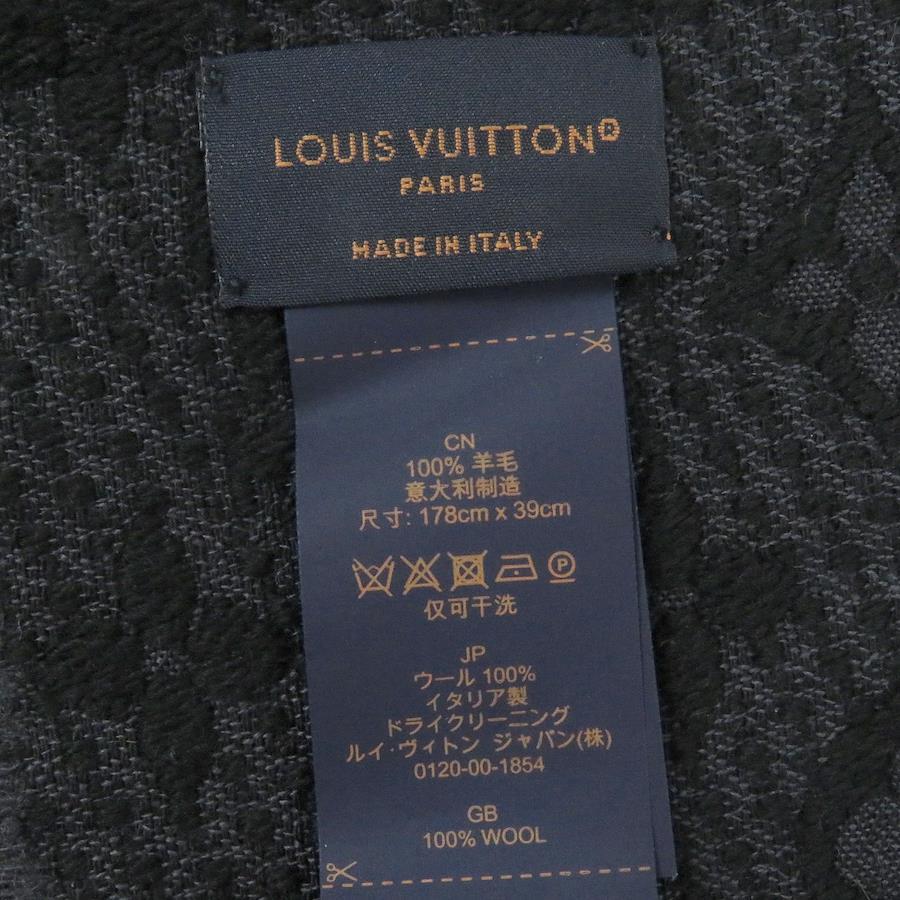 LOUIS VUITTON®
PARIS
MADE IN ITALY
CN
100% 羊毛
意大利制造
尺寸: 178cm x 39cm
P
仅可干洗
JP
ウール 100%
イタリア製
ドライクリーニング
ルイ・ヴィトン ジャパン(株)
0120-00-1854
GB
100% WOOL